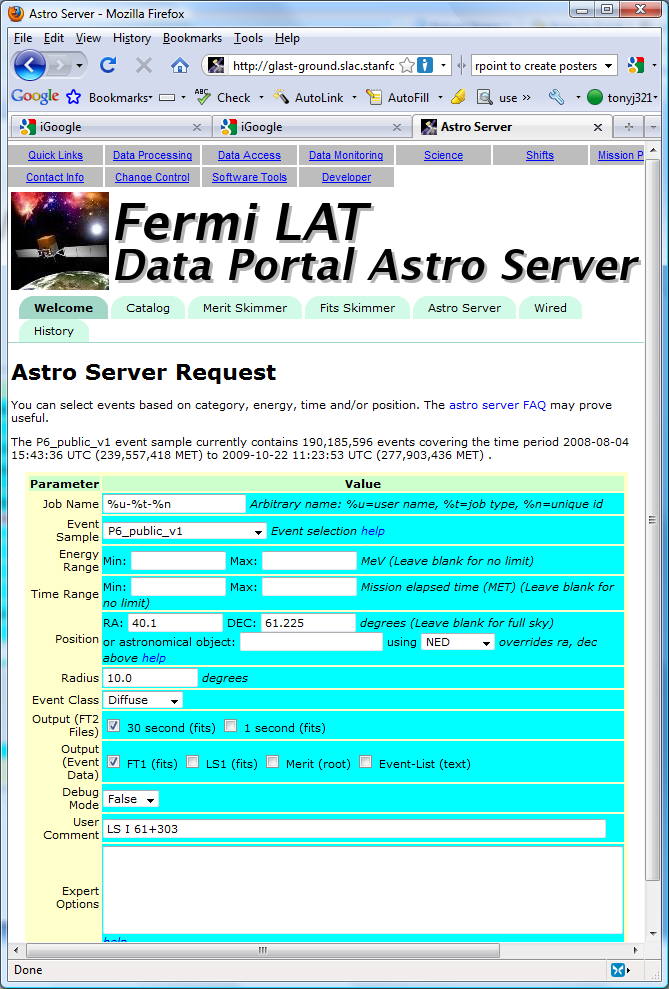 Astro Server - Mozilla Firefox
File Edit View History Bookmarks Tools Help
http://glast-ground.slac.stanfc rpoint to create posters
Google Bookmarks Check AutoLink AutoFill use » tonyj321
iGoogle iGoogle Astro Server
Quick Links Data Processing Data Access Data Monitoring Science Shifts Mission P
Contact Info Change Control Software Tools Developer
Fermi LAT
Data Portal Astro Server
Welcome Catalog Merit Skimmer Fits Skimmer Astro Server Wired
History
Astro Server Request
You can select events based on category, energy, time and/or position. The astro server FAQ may prove
useful.
The P6_public_v1 event sample currently contains 190,185,596 events covering the time period 2008-08-04
15:43:36 UTC (239,557,418 MET) to 2009-10-22 11:23:53 UTC (277,903,436 MET) .
Parameter Value
Job Name %u-%t-%n Arbitrary name: %u=user name, %t=job type, %n=unique id
Event
Sample P6_public_v1 Event selection help
Energy
Range Min: Max: MeV (Leave blank for no limit)
Time Range Min: Max: Mission elapsed time (MET) (Leave blank for
no limit)
Position RA: 40.1 DEC: 61.225 degrees (Leave blank for full sky)
or astronomical object: using NED overrides ra, dec
above help
Radius 10.0 degrees
Event Class Diffuse
Output (FT2
Files) 30 second (fits) 1 second (fits)
Output
(Event
Data) FT1 (fits) LS1 (fits) Merit (root) Event-List (text)
Debug
Mode False
User
Comment LS I 61+303
Expert
Options
help
Done